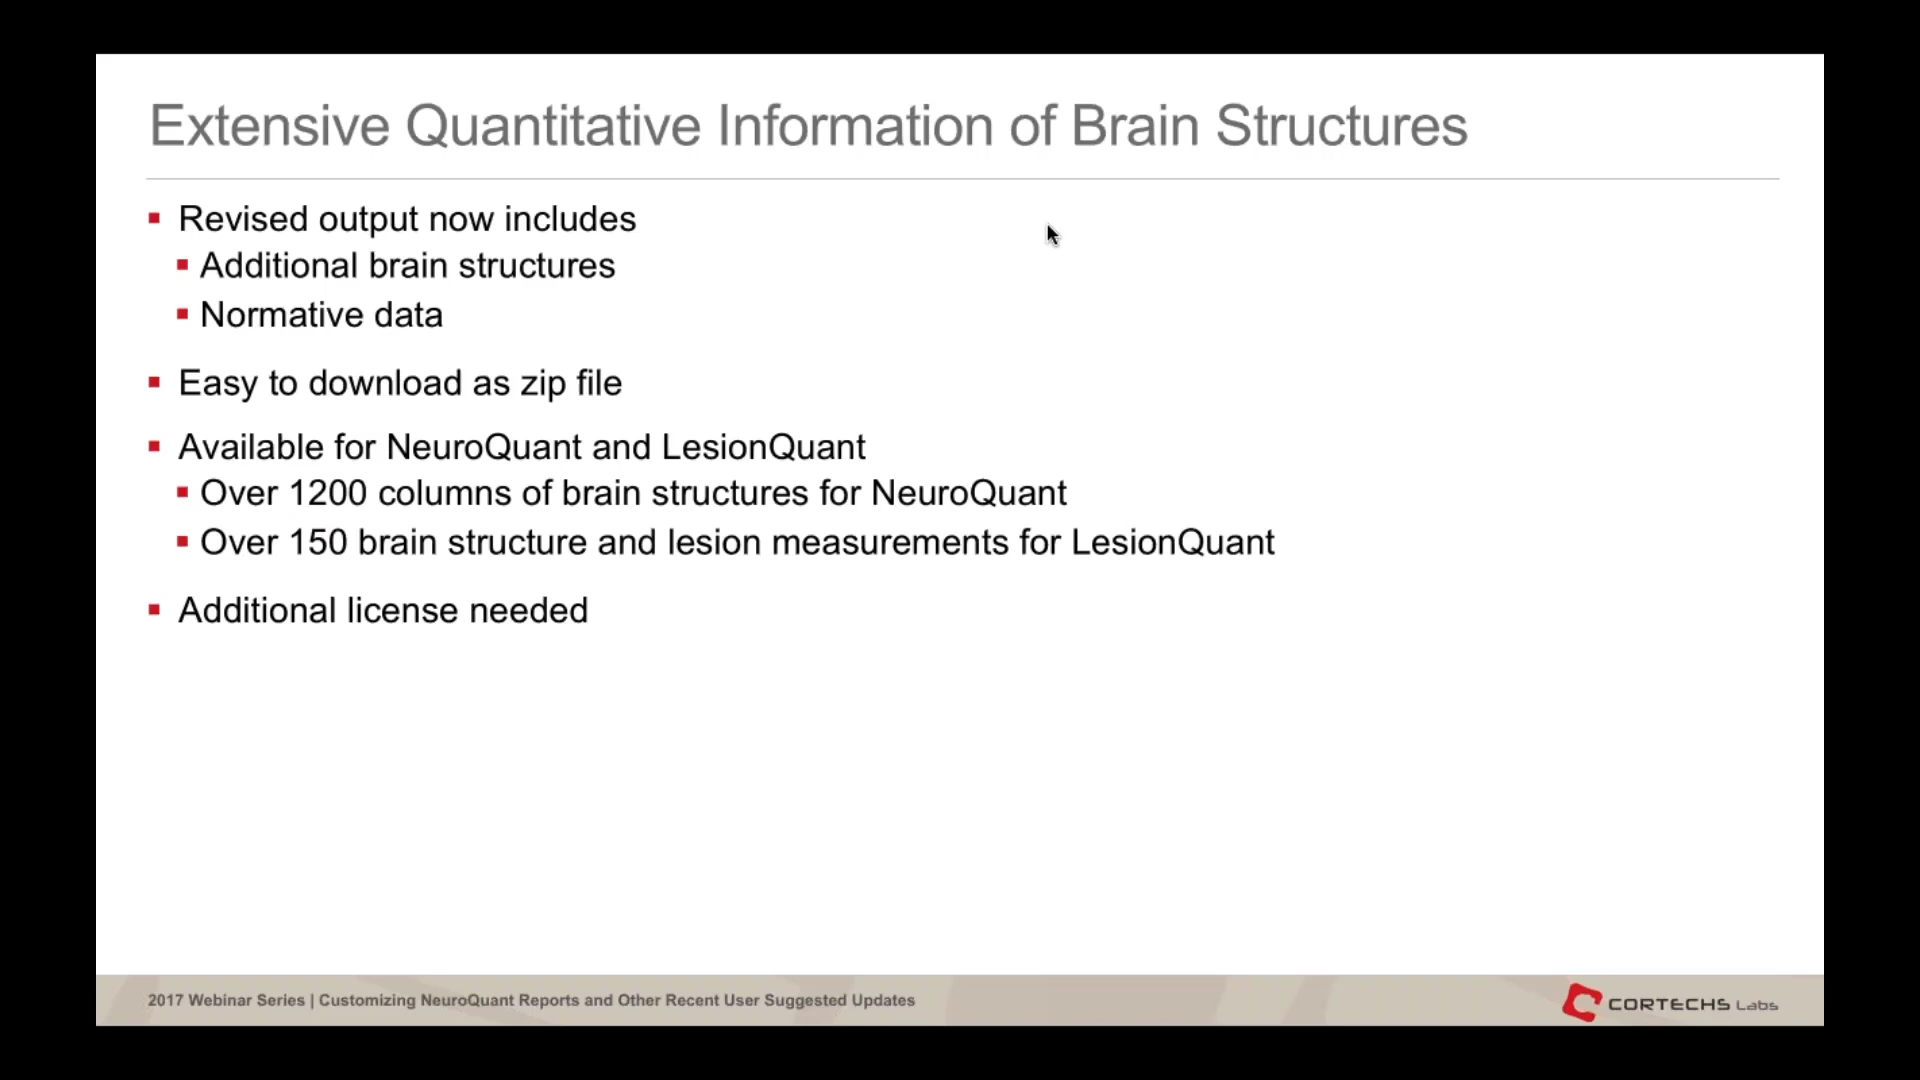 Extensive Quantitative Information of Brain Structures
Revised output now includes
Additional brain structures
Normative data
Easy to download as zip file
Available for NeuroQuant and LesionQuant
Over 1200 columns of brain structures for NeuroQuant
Over 150 brain structure and lesion measurements for LesionQuant
Additional license needed
2017 Webinar Series | Customizing NeuroQuant Reports and Other Recent User Suggested Updates
CORTECHS Labs